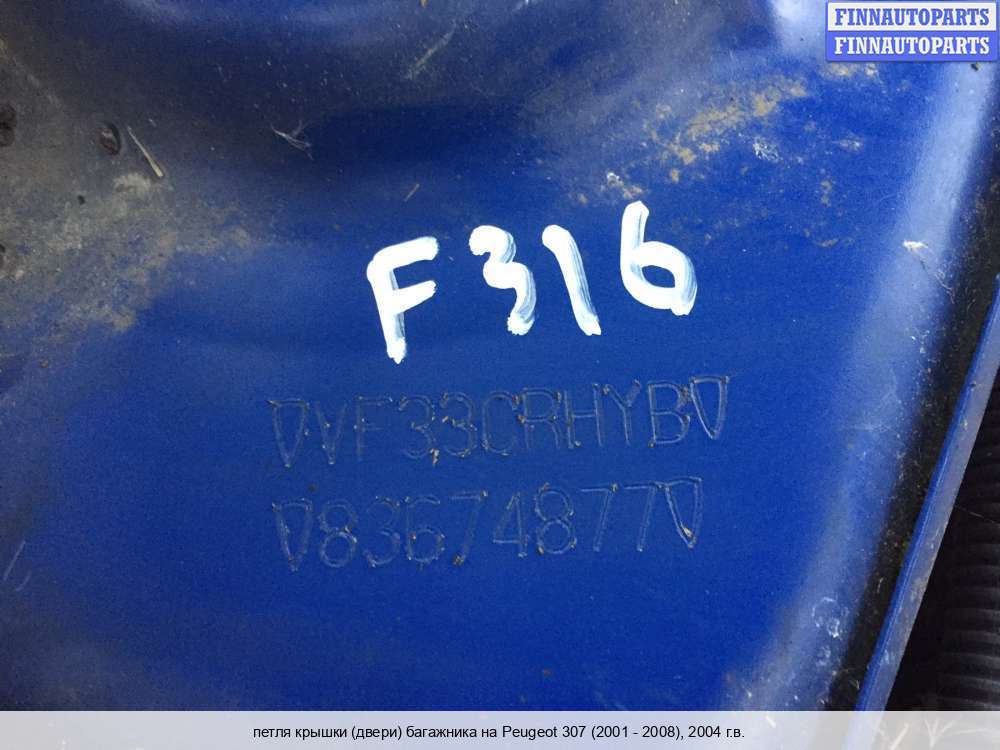 FINNAUTOPARTS
FINNAUTOPARTS
F316
VF33CRHYB
83674877
петля крышки (двери) багажника на Peugeot 307 (2001 - 2008), 2004 г.в.